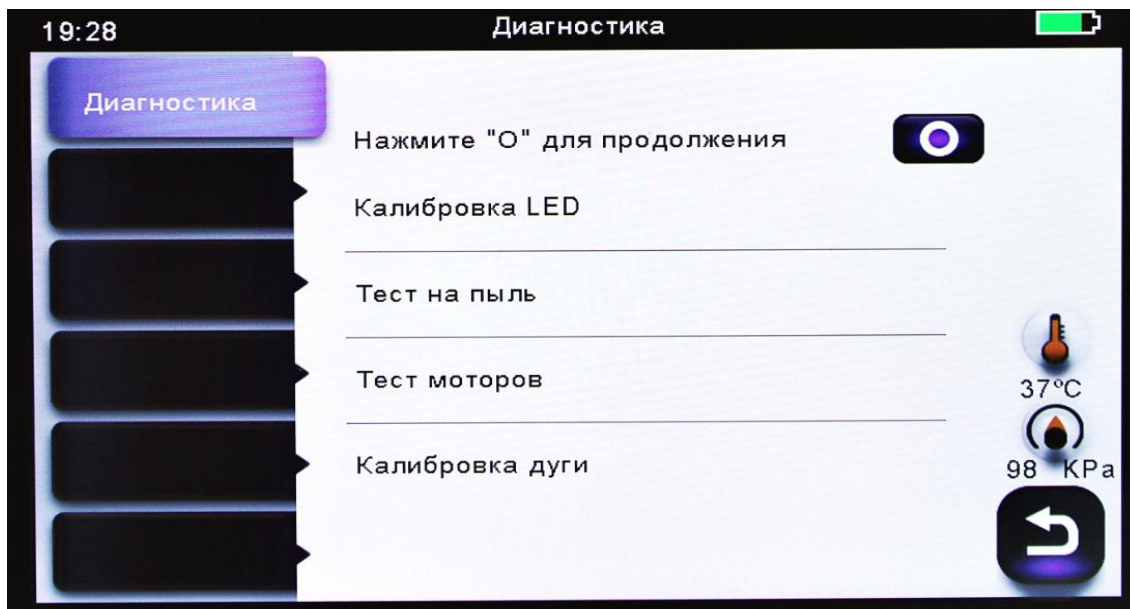 19:28
Диагностика
Диагностика
Нажмите "О" для продолжения
Калибровка LED
Тест на пыль
Тест моторов
Калибровка дуги
37°C
98 KPa